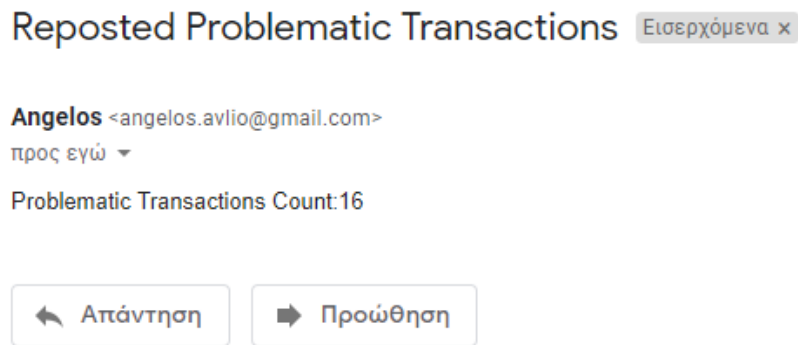 Reposted Problematic Transactions Εισερχόμενα x
Angelos <angelos.avlio@gmail.com>
προς εγώ
Problematic Transactions Count:16
Απάντηση Προώθηση